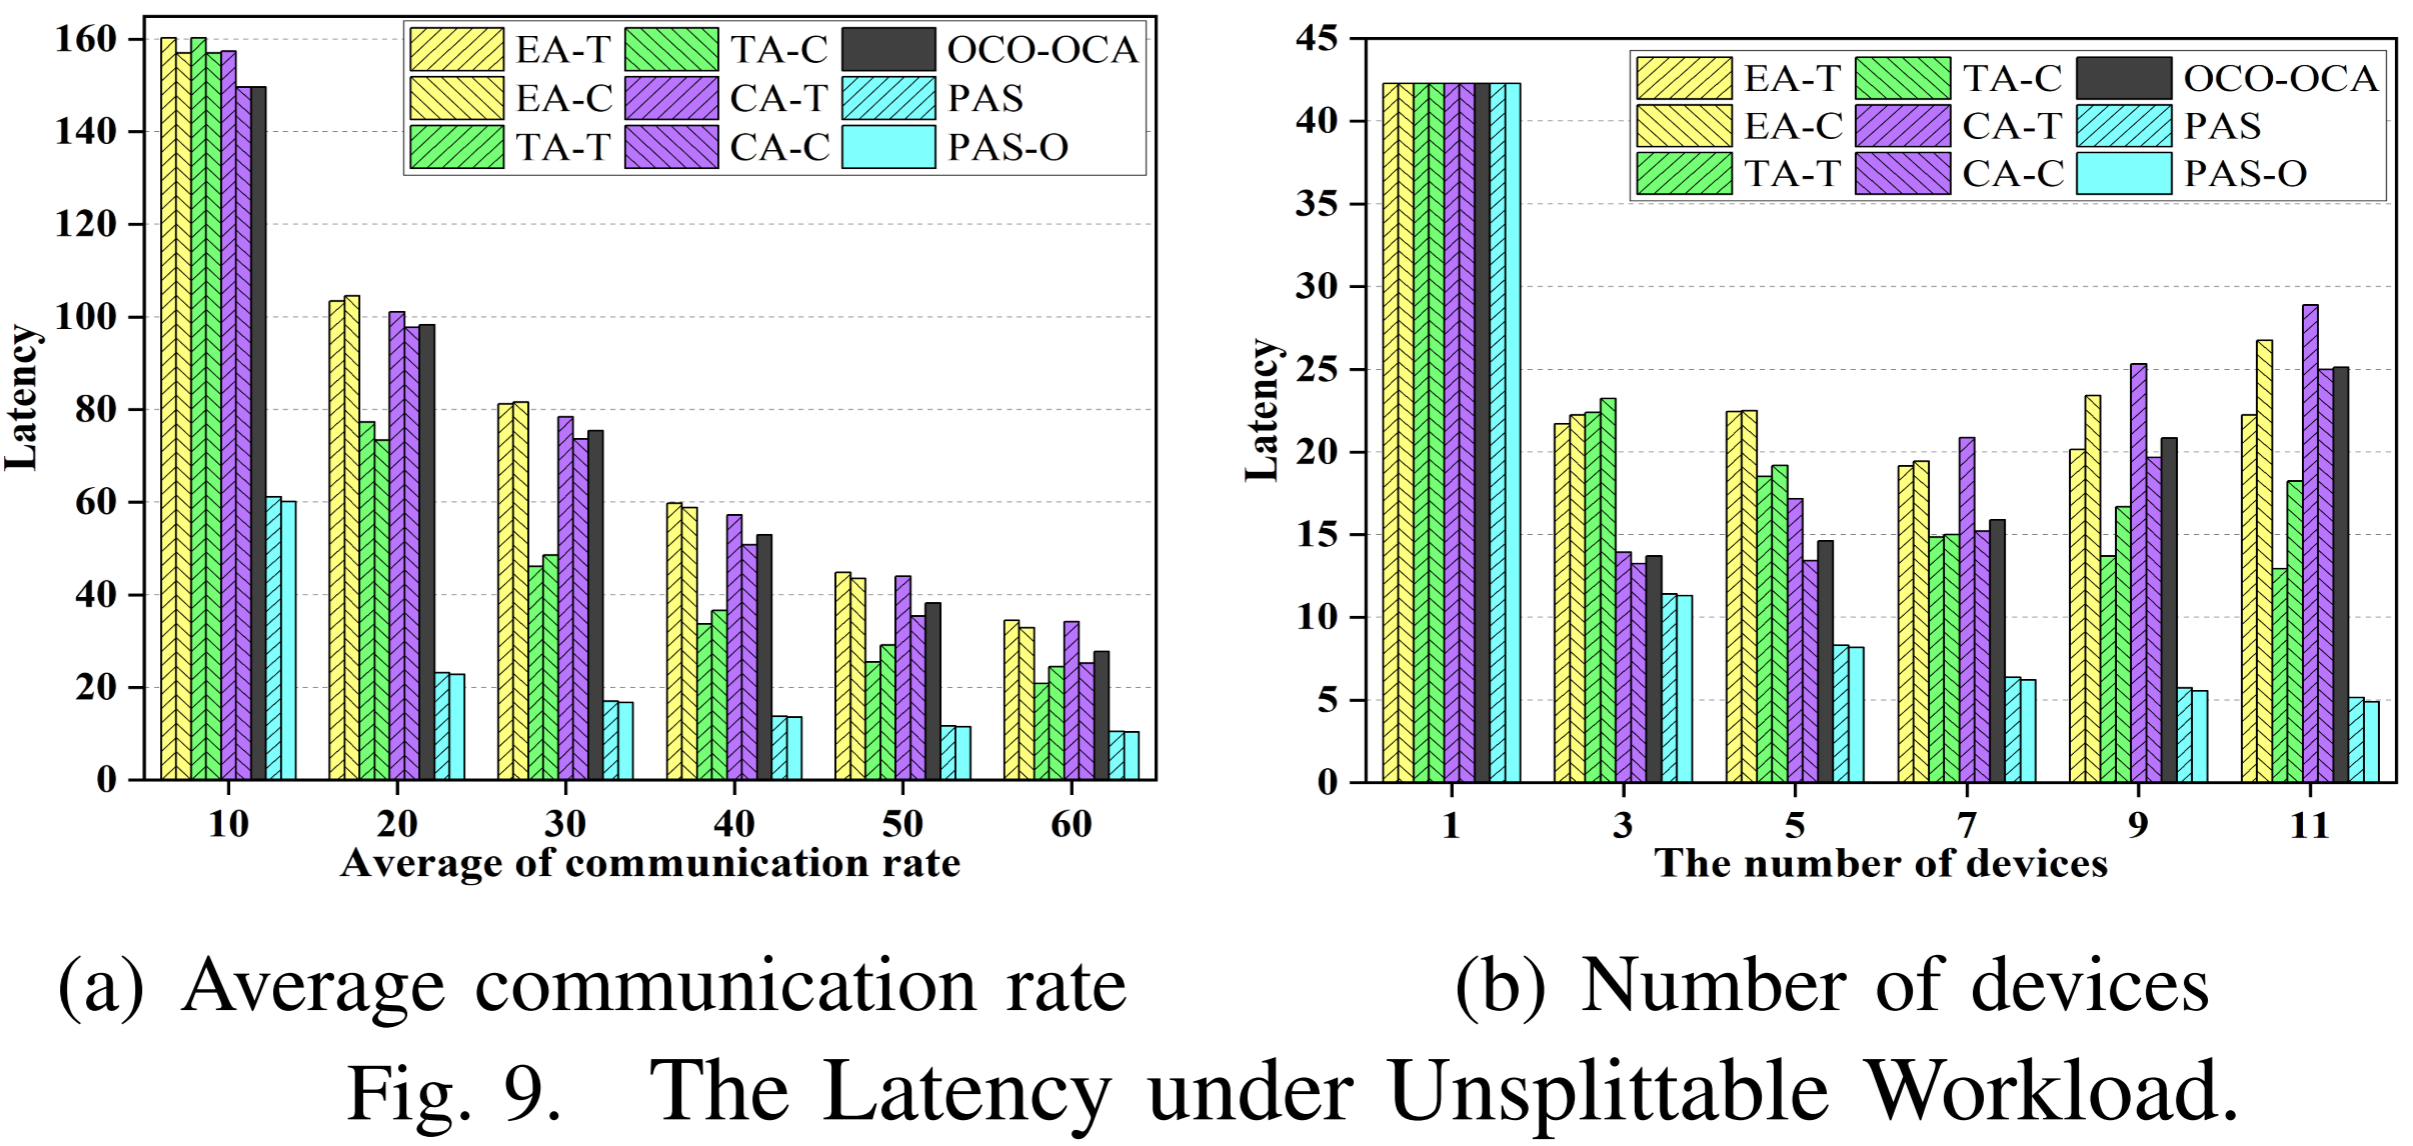 160
140
120
100
80
60
40
20
0
Latency
EA-T TA-C OCO-OCA
EA-C CA-T PAS
TA-T CA-C PAS-O
10 20 30 40 50 60
Average of communication rate
(a) Average communication rate
45
40
35
30
25
20
15
10
5
0
Latency
EA-T TA-C OCO-OCA
EA-C CA-T PAS
TA-T CA-C PAS-O
1 3 5 7 9 11
The number of devices
(b) Number of devices
Fig. 9. The Latency under Unsplittable Workload.